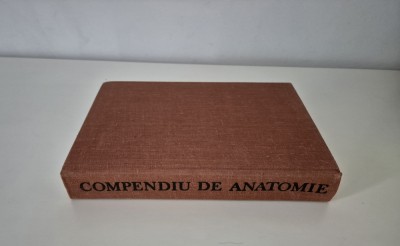 COMPENDIU DE ANATOMIE